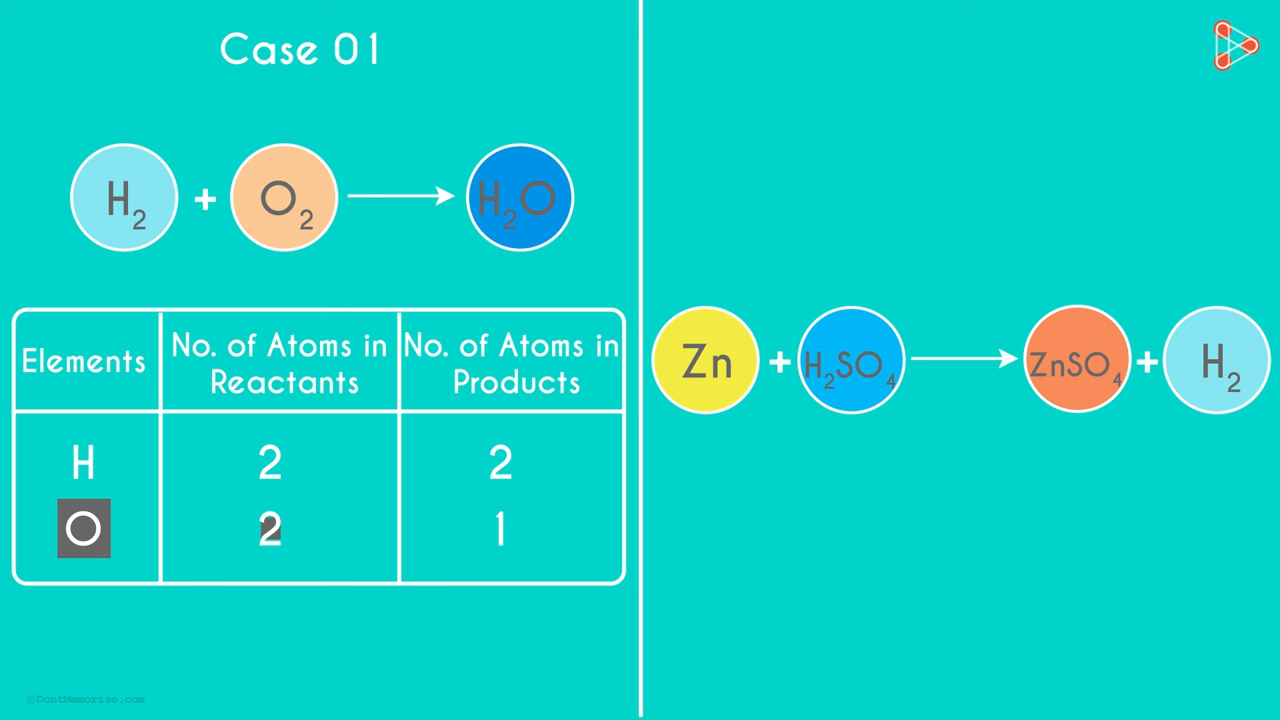 Case 01
H₂ + O₂ → H₂O
Elements
No. of Atoms in
Reactants
No. of Atoms in
Products
H 2 2
O 2 1
Zn + H₂SO₄ → ZnSO₄ + H₂
©DontMemorise.com